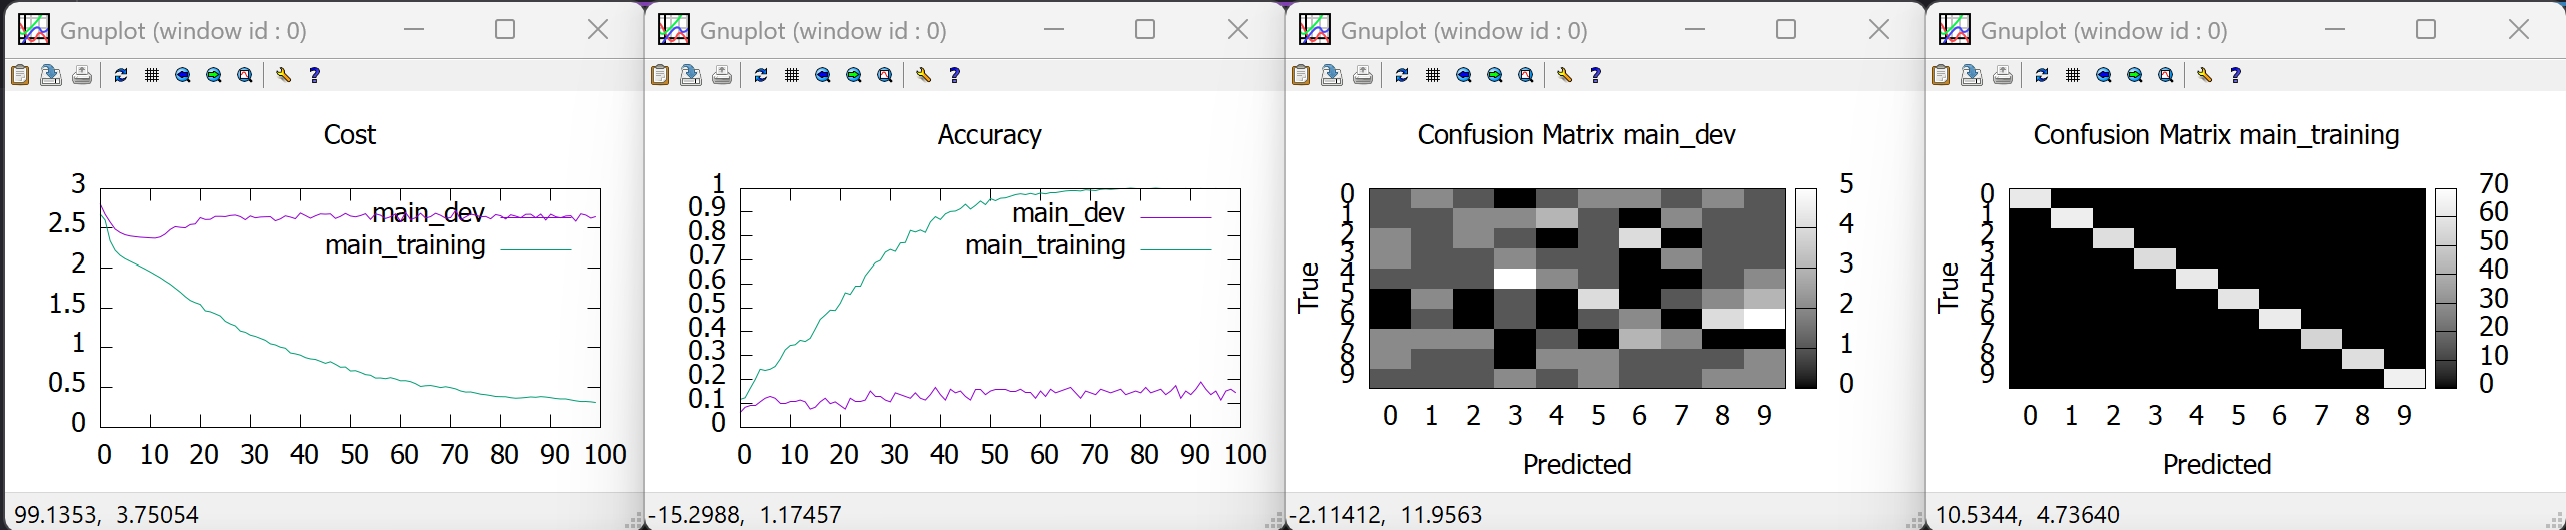 Gnuplot (window id : 0)
Cost
3
2.5
2
1.5
1
0.5
0
main_dev
main_training
0 10 20 30 40 50 60 70 80 90 100
99.1353, 3.75054
Gnuplot (window id : 0)
Accuracy
1
0.9
0.8
0.7
0.6
0.5
0.4
0.3
0.2
0.1
0
main_dev
main_training
0 10 20 30 40 50 60 70 80 90 100
-15.2988, 1.17457
Gnuplot (window id : 0)
Confusion Matrix main_dev
True
0
1
2
3
4
5
6
7
8
9
5
4
3
2
1
0
0 1 2 3 4 5 6 7 8 9
Predicted
-2.11412, 11.9563
Gnuplot (window id : 0)
Confusion Matrix main_training
True
0
1
2
3
4
5
6
7
8
9
70
60
50
40
30
20
10
0
0 1 2 3 4 5 6 7 8 9
Predicted
10.5344, 4.73640